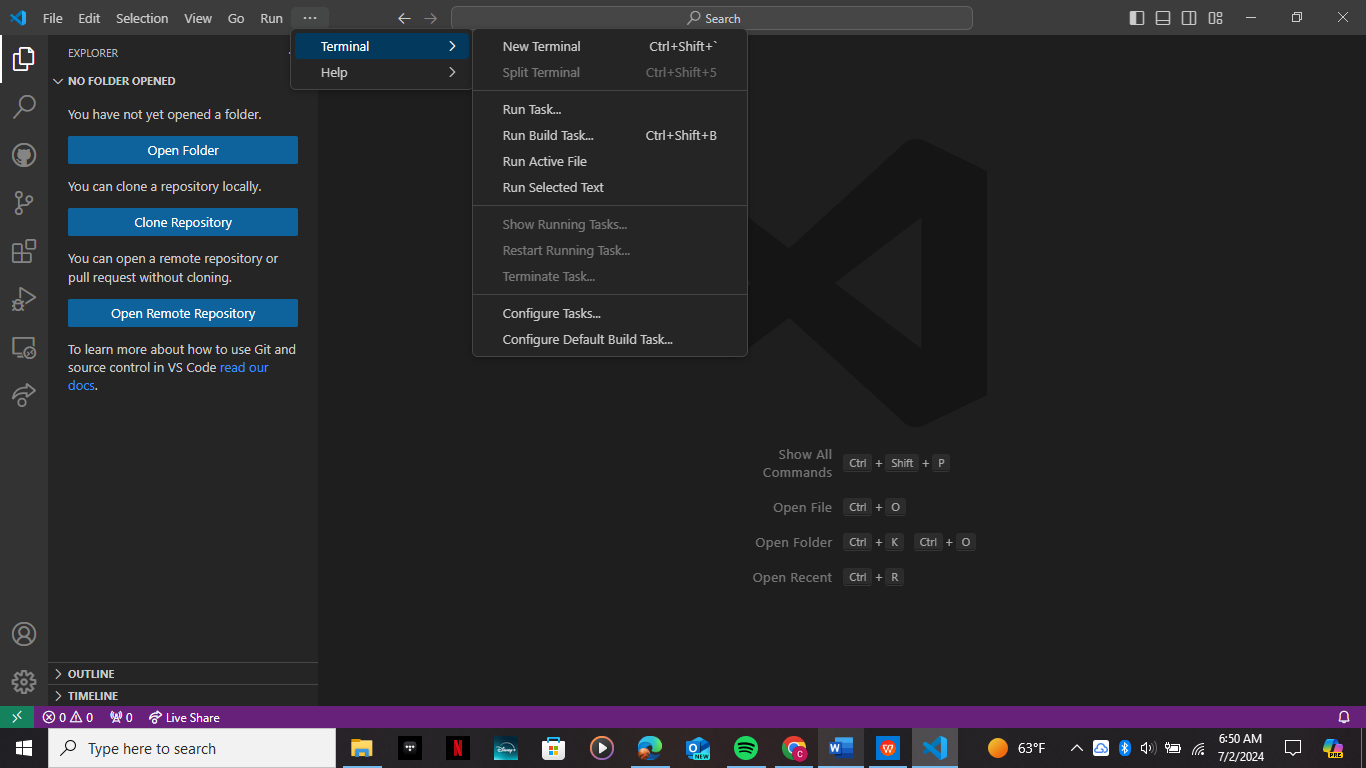 File Edit Selection View Go Run ··· Search
EXPLORER
NO FOLDER OPENED
You have not yet opened a folder.
Open Folder
You can clone a repository locally.
Clone Repository
You can open a remote repository or
pull request without cloning.
Open Remote Repository
To learn more about how to use Git and
source control in VS Code read our
docs.
OUTLINE
TIMELINE
Terminal
Help
New Terminal Ctrl+Shift+`
Split Terminal Ctrl+Shift+5
Run Task...
Run Build Task... Ctrl+Shift+B
Run Active File
Run Selected Text
Show Running Tasks...
Restart Running Task...
Terminate Task...
Configure Tasks...
Configure Default Build Task...
Show All
Commands Ctrl + Shift + P
Open File Ctrl + O
Open Folder Ctrl + K Ctrl + O
Open Recent Ctrl + R
0 0 0 Live Share
Type here to search
N
Disney+
O
NEW
C
W
W
63°F
6:50 AM
7/2/2024
PRE